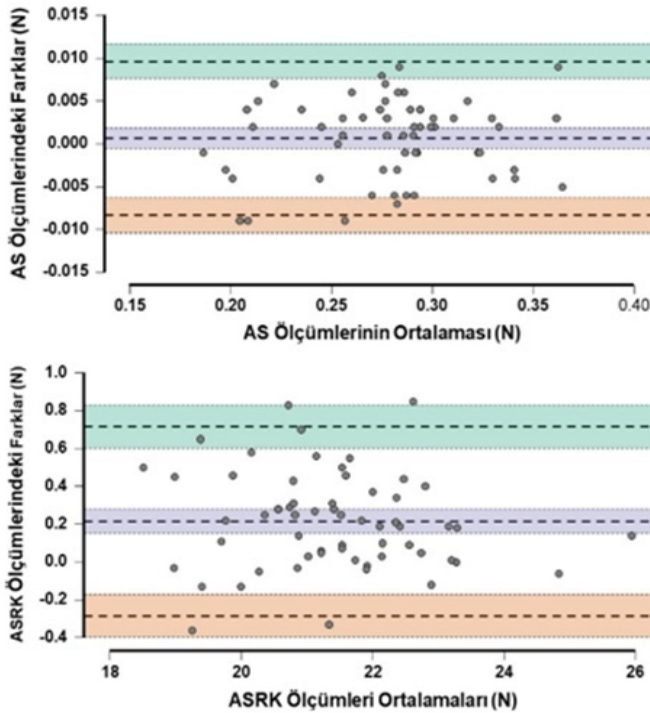 AS Ölçümlerindeki Farklar (N)
0.015
0.010
0.005
0.000
-0.005
-0.010
-0.015
0.15 0.20 0.25 0.30 0.35 0.40
AS Ölçümlerinin Ortalaması (N)
ASRK Ölçümlerindeki Farklar (N)
1.0
0.8
0.6
0.4
0.2
0.0
-0.2
-0.4
18 20 22 24 26
ASRK Ölçümleri Ortalamaları (N)